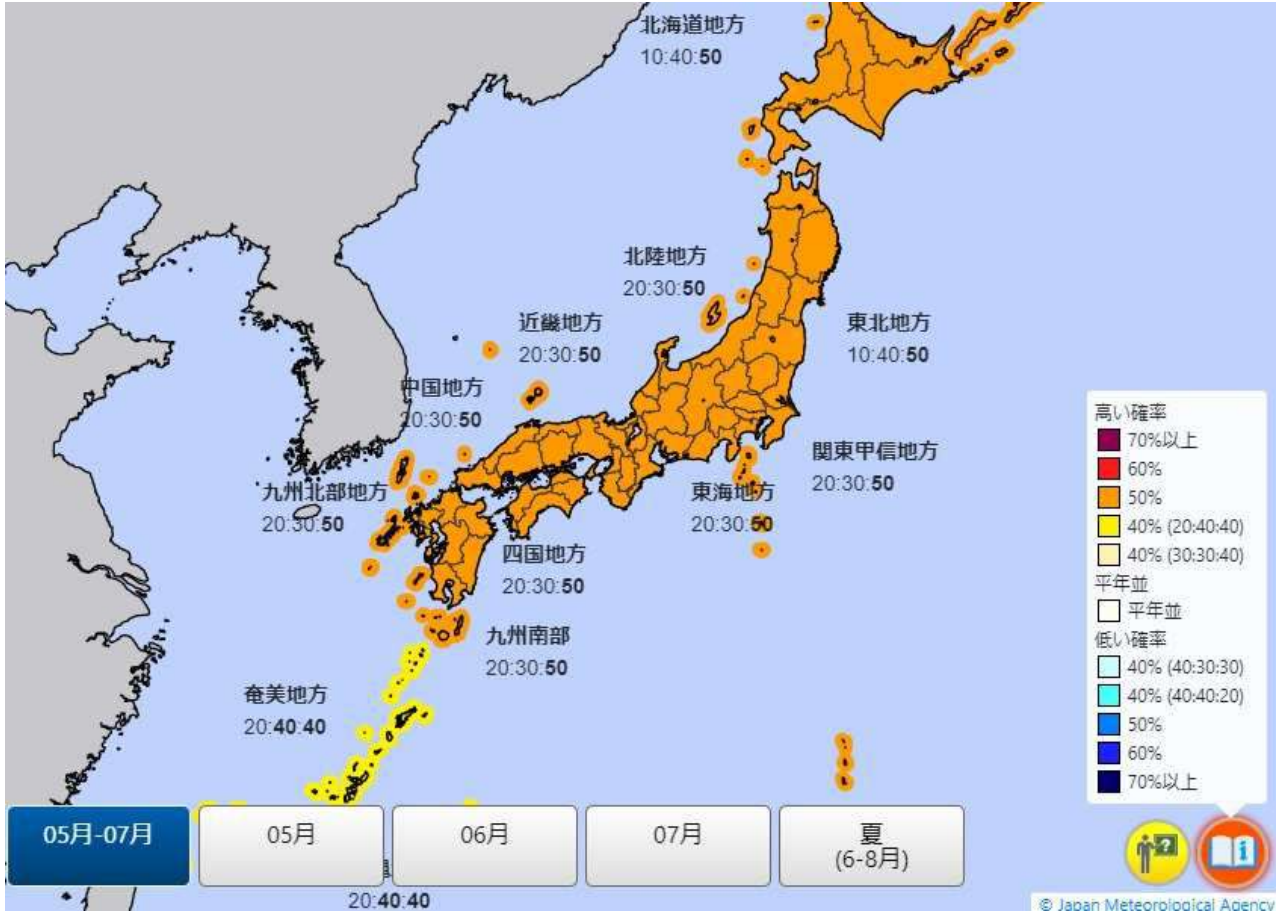 北海道地方
10:40:50
北陸地方
20:30:50
近畿地方
20:30:50
東北地方
10:40:50
中国地方
20:30:50
関東甲信地方
20:30:50
九州北部地方
20:30:50
東海地方
20:30:50
四国地方
20:30:50
九州南部
20:30:50
奄美地方
20:40:40
20:40:40
高い確率
70%以上
60%
50%
40% (20:40:40)
40% (30:30:40)
平年並
平年並
低い確率
40% (40:30:30)
40% (40:40:20)
50%
60%
70%以上
05月-07月
05月
06月
07月
夏
(6-8月)
© Japan Meteorological Agency